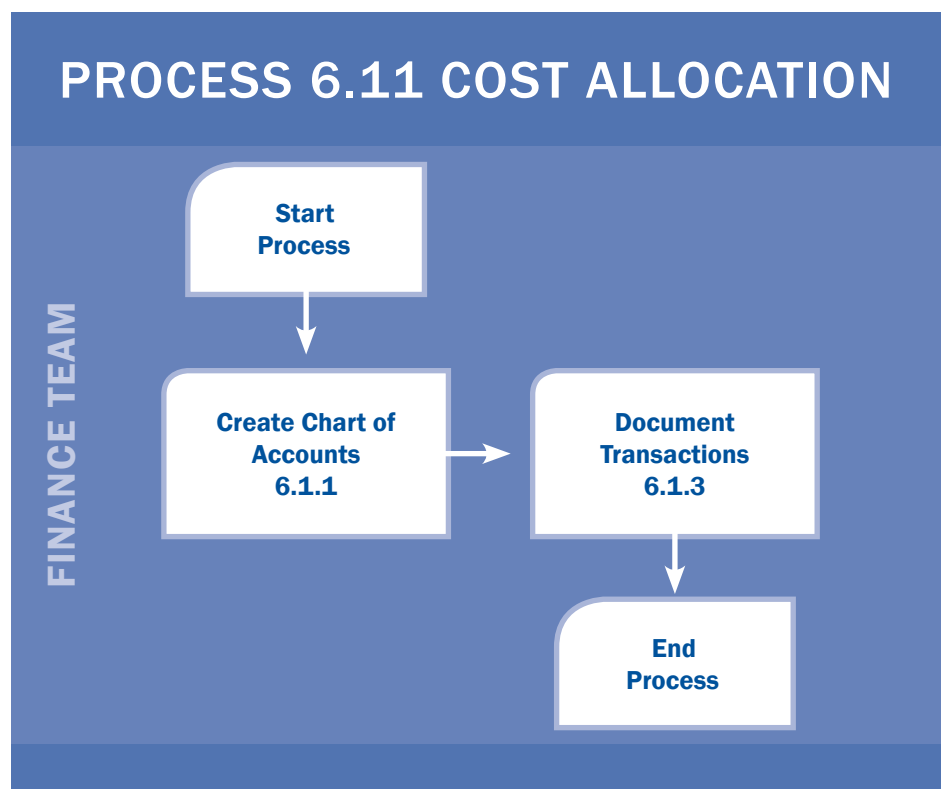 PROCESS 6.11 COST ALLOCATION
FINANCE TEAM
Start
Process
Create Chart of
Accounts
6.1.1
Document
Transactions
6.1.3
End
Process